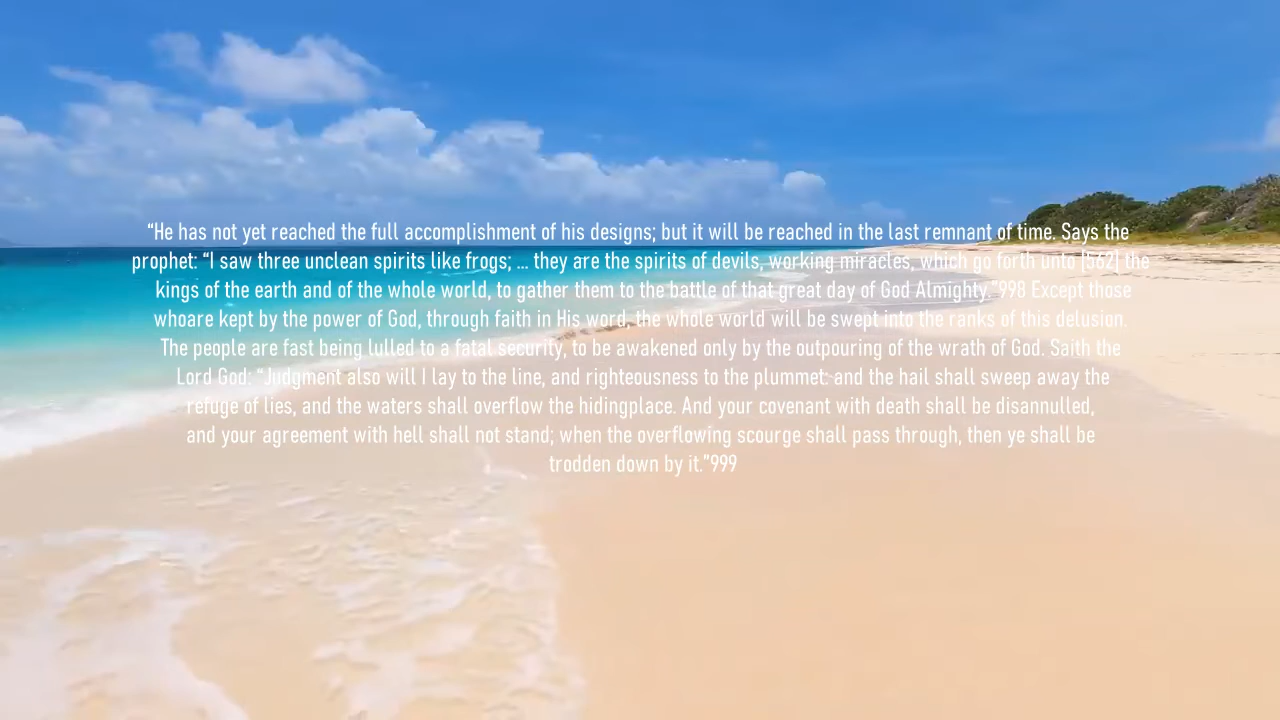 “He has not yet reached the full accomplishment of his designs; but it will be reached in the last remnant of time. Says the
prophet: “I saw three unclean spirits like frogs; ... they are the spirits of devils, working miracles, which go forth unto [562] the
kings of the earth and of the whole world, to gather them to the battle of that great day of God Almighty.”998 Except those
whoare kept by the power of God, through faith in His word, the whole world will be swept into the ranks of this delusion.
The people are fast being lulled to a fatal security, to be awakened only by the outpouring of the wrath of God. Saith the
Lord God: “Judgment also will I lay to the line, and righteousness to the plummet: and the hail shall sweep away the
refuge of lies, and the waters shall overflow the hidingplace. And your covenant with death shall be disannulled,
and your agreement with hell shall not stand; when the overflowing scourge shall pass through, then ye shall be
trodden down by it.”999